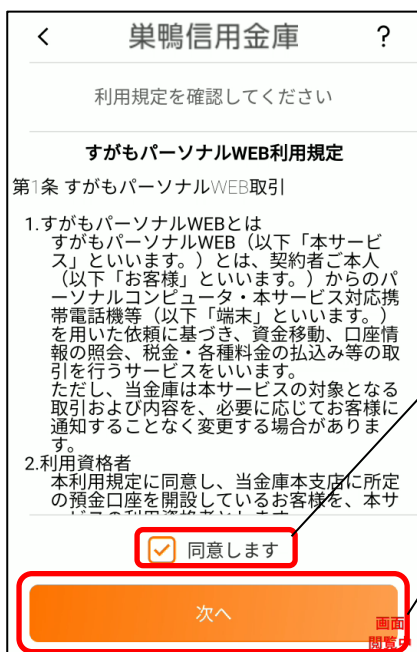 巣鴨信用金庫 ?
利用規定を確認してください
すがもパーソナルWEB利用規定
第1条 すがもパーソナルWEB取引
1.すがもパーソナルWEBとは
すがもパーソナルWEB（以下「本サービ
ス」といいます。）とは、契約者ご本人
（以下「お客様」といいます。）からのパ
ーソナルコンピュータ・本サービス対応携
帯電話機等（以下「端末」といいます。）
を用いた依頼に基づき、資金移動、口座情
報の照会、税金・各種料金の払込み等の取
引を行うサービスをいいます。
ただし、当金庫は本サービスの対象となる
取引および内容を、必要に応じてお客様に
通知することなく変更する場合がありま
す。
2.利用資格者
本利用規定に同意し、当金庫本支店に所定
の預金口座を開設しているお客様を、本サ
同意します
次へ
画面
閲覧中